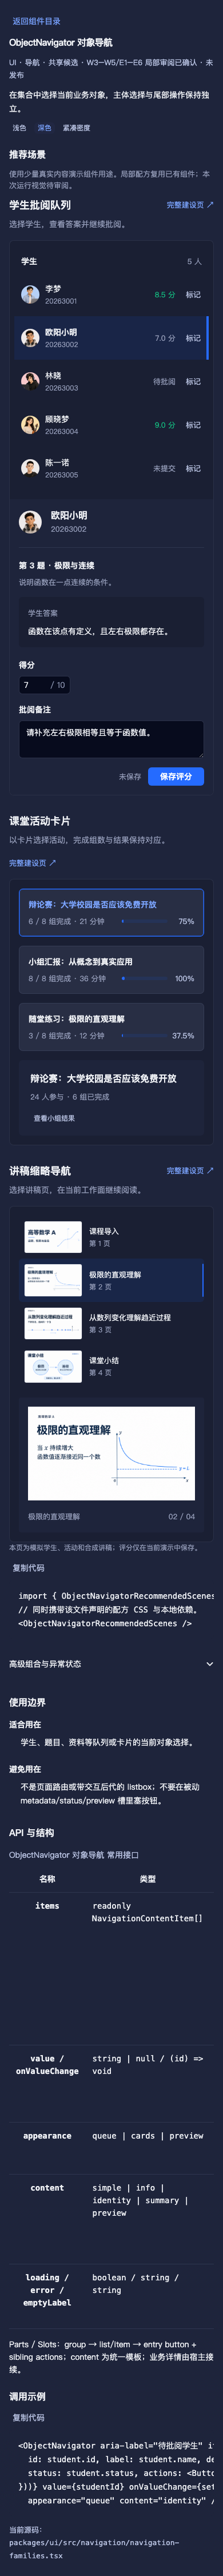 返回组件目录
ObjectNavigator 对象导航
UI · 导航 · 共享候选 · W3—W5/E1—E6 局部审阅已确认 · 未
发布
在集合中选择当前业务对象，主体选择与尾部操作保持独
立。
浅色 深色 紧凑密度
推荐场景
使用少量真实内容演示组件用途。局部配方复用已有组件；本
次运行视觉待审阅。
学生批阅队列 完整建议页 ↗
选择学生，查看答案并继续批阅。
学生 5 人
李梦
20263001
8.5 分 标记
欧阳小明
20263002
7.0 分 标记
林晓
20263003
待批阅 标记
顾晓梦
20263004
9.0 分 标记
陈一诺
20263005
未提交 标记
欧阳小明
20263002
第 3 题 · 极限与连续
说明函数在一点连续的条件。
学生答案
函数在该点有定义，且左右极限都存在。
得分
7 / 10
批阅备注
请补充左右极限相等且等于函数值。
未保存 保存评分
课堂活动卡片
以卡片选择活动，完成组数与结果保持对应。
完整建议页 ↗
辩论赛：大学校园是否应该免费开放
6 / 8 组完成 · 21 分钟 75%
小组汇报：从概念到真实应用
8 / 8 组完成 · 36 分钟 100%
随堂练习：极限的直观理解
3 / 8 组完成 · 12 分钟 37.5%
辩论赛：大学校园是否应该免费开放
24 人参与 · 6 组已完成
查看小组结果
讲稿缩略导航 完整建议页 ↗
选择讲稿页，在当前工作面继续阅读。
高等数学 A
课程导入
第 1 页
极限的直观理解
极限的直观理解
第 2 页
从数列变化理解趋近过程
从数列变化理解趋近过程
第 3 页
课堂小结
课堂小结
第 4 页
极限的直观理解
当 x 持续增大
函数值逐渐接近同一个数
极限的直观理解 02 / 04
本页为模拟学生、活动和合成讲稿；评分仅在当前演示中保存。
复制代码
import { ObjectNavigatorRecommendedScenes
// 同时携带该文件声明的配方 CSS 与本地依赖。
<ObjectNavigatorRecommendedScenes />
高级组合与异常状态
使用边界
适合用在
学生、题目、资料等队列或卡片的当前对象选择。
避免用在
不是页面路由或带交互后代的 listbox；不要在被动
metadata/status/preview 槽里塞按钮。
API 与结构
ObjectNavigator 对象导航 常用接口
名称 类型
items readonly
NavigationContentItem[]
value / string | null / (id) =>
onValueChange void
appearance queue | cards | preview
content simple | info |
identity | summary |
preview
loading / boolean / string /
error / string
emptyLabel
Parts / Slots：group → list/item → entry button +
sibling actions；content 为统一模板；业务详情由宿主接
续。
调用示例
复制代码
<ObjectNavigator aria-label="待批阅学生" i
id: student.id, label: student.name, de
status: student.status, actions: <Butto
}))} value={studentId} onValueChange={set
appearance="queue" content="identity" /
当前源码：
packages/ui/src/navigation/navigation-
families.tsx